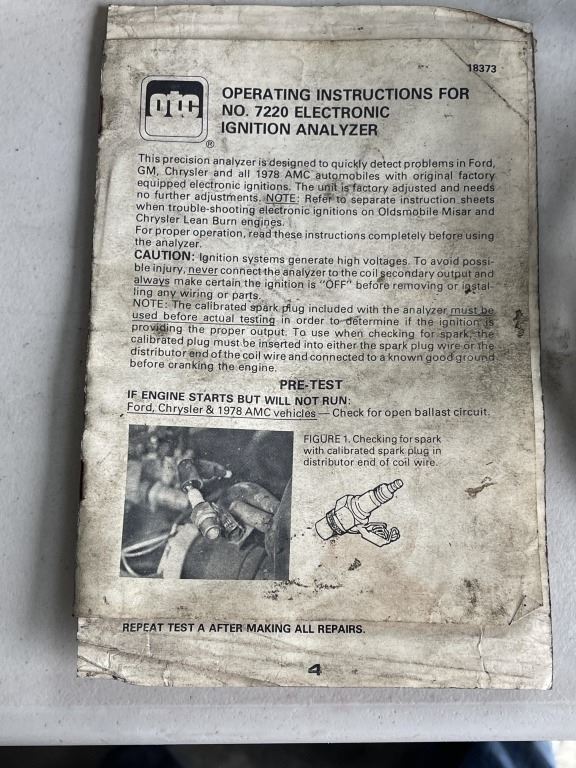 18373
otc
®
OPERATING INSTRUCTIONS FOR
NO. 7220 ELECTRONIC
IGNITION ANALYZER
This precision analyzer is designed to quickly detect problems in Ford,
GM, Chrysler and all 1978 AMC automobiles with original factory
equipped electronic ignitions. The unit is factory adjusted and needs
no further adjustments. NOTE: Refer to separate instruction sheets
when trouble-shooting electronic ignitions on Oldsmobile Misar and
Chrysler Lean Burn engines.
For proper operation, read these instructions completely before using
the analyzer.
CAUTION: Ignition systems generate high voltages. To avoid possi-
ble injury, never connect the analyzer to the coil secondary output and
always make certain the ignition is "OFF" before removing or instal-
ling any wiring or parts.
NOTE: The calibrated spark plug included with the analyzer must be
used before actual testing in order to determine if the ignition is
providing the proper output. To use when checking for spark, the
calibrated plug must be inserted into either the spark plug wire or the
distributor end of the coil wire and connected to a known good ground
before cranking the engine.
PRE-TEST
IF ENGINE STARTS BUT WILL NOT RUN:
Ford, Chrysler & 1978 AMC vehicles — Check for open ballast circuit.
FIGURE 1. Checking for spark
with calibrated spark plug in
distributor end of coil wire.
REPEAT TEST A AFTER MAKING ALL REPAIRS.
4